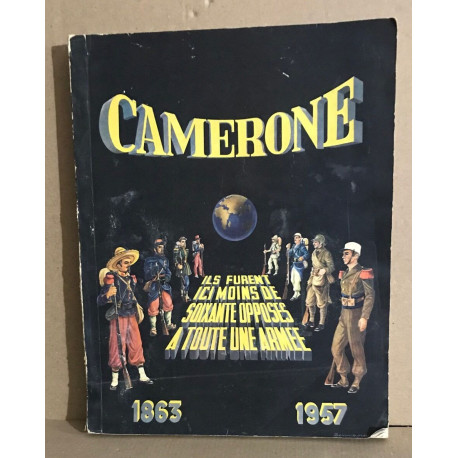 CAMERONE
ILS FURENT
ICI MOINS DE
SOIXANTE OPPOSÉS
A TOUTE UNE ARMÉE
1863 1957